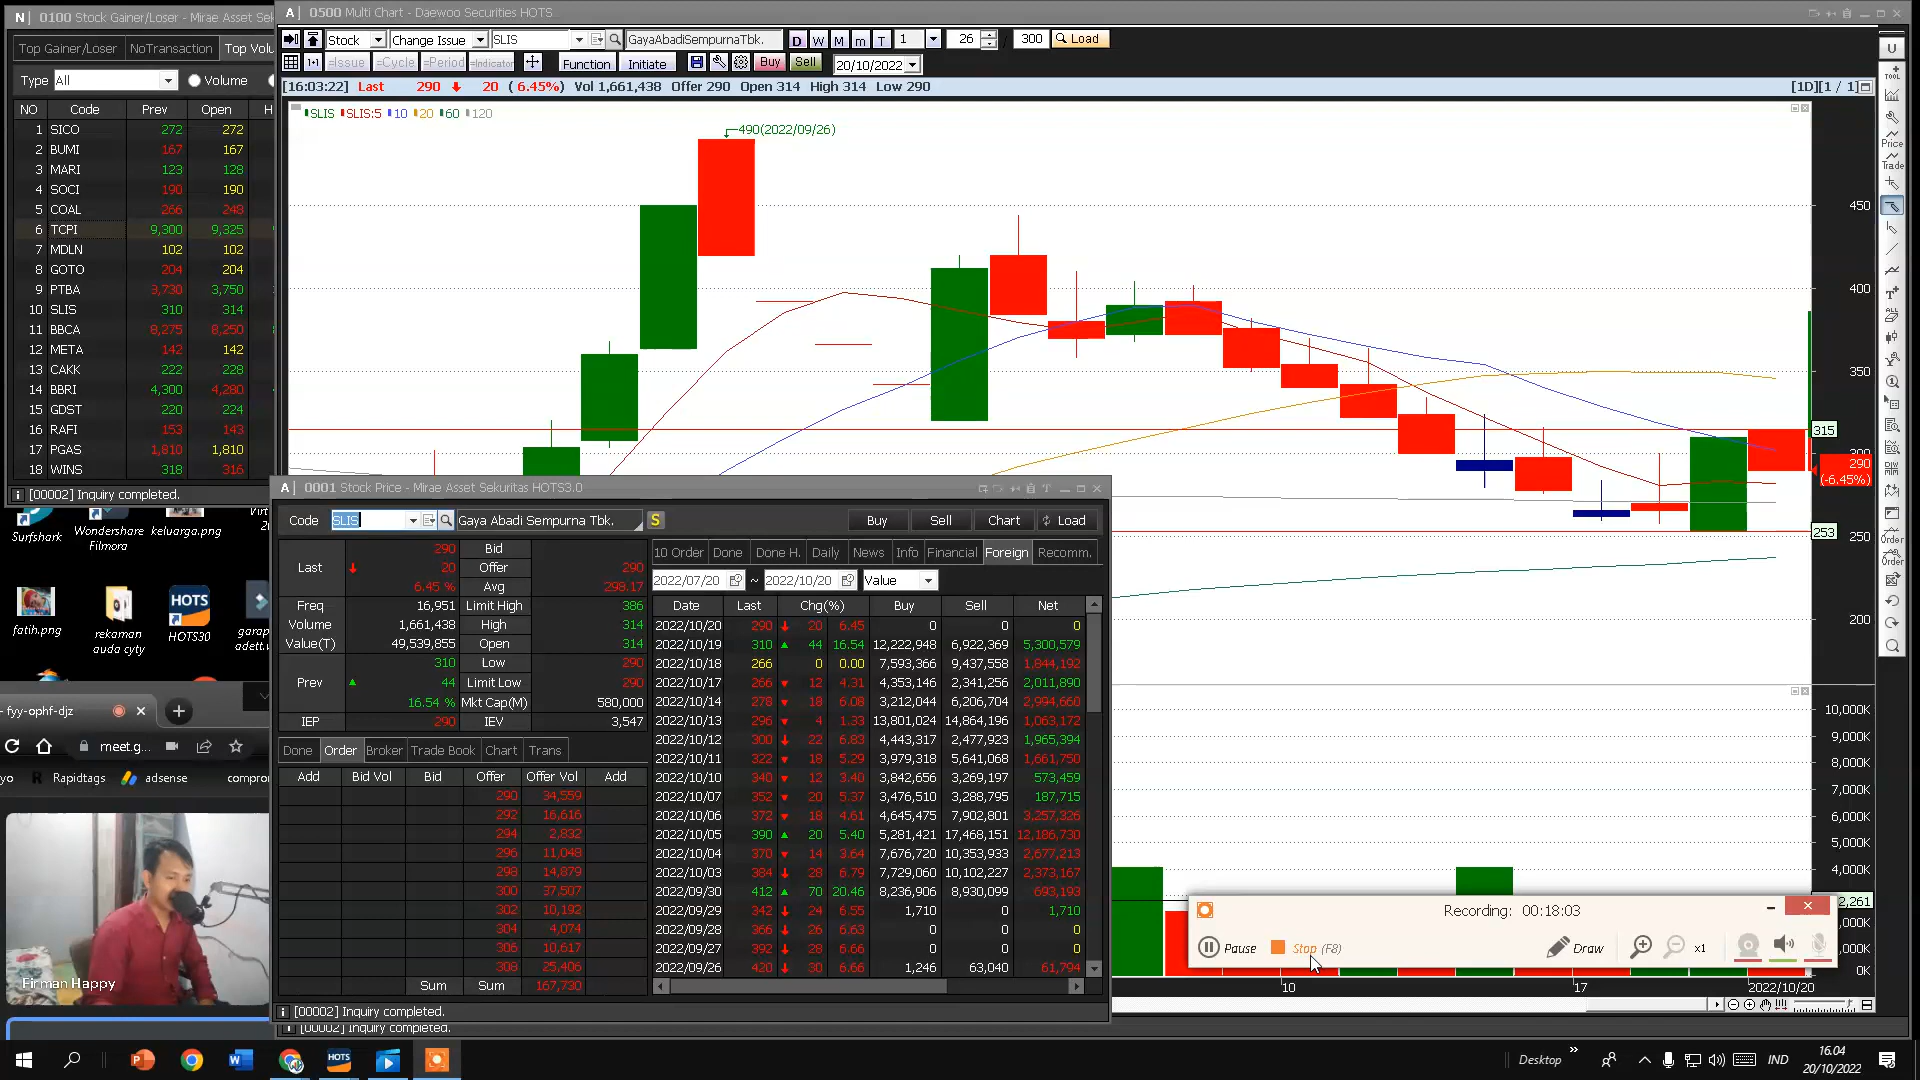 N 0100 Stock Gainer/Loser - Mirae Asset Sek
Top Gainer/Loser NoTransaction Top Volu
Type All Volume
NO Code Prev Open H
1 SICO 272 272
2 BUMI 167 167
3 MARI 123 128
4 SOCI 190 190
5 COAL 266 248
6 TCPI 9,300 9,325
7 MDLN 102 102
8 GOTO 204 204
9 PTBA 3,730 3,750
10 SLIS 310 314
11 BBCA 8,275 8,250
12 META 142 142
13 CAKK 222 228
14 BBRI 4,300 4,280
15 GDST 220 224
16 RAFI 153 143
17 PGAS 1,810 1,810
18 WINS 318 316
[00002] Inquiry completed.
A 0500 Multi Chart - Daewoo Securities HOTS
Stock Change Issue SLIS GayaAbadiSempurnaTbk. D W M m T 1 26 300 Load
=Issue =Cycle =Period =Indicator Function Initiate Buy Sell 20/10/2022
[16:03:22] Last 290 20 ( 6.45%) Vol 1,661,438 Offer 290 Open 314 High 314 Low 290 [1D][1 / 1]
SLIS SLIS:5 10 20 60 120
490(2022/09/26)
450
400
350
315
300
290
(-6.45%)
253
250
200
10,000K
9,000K
8,000K
7,000K
6,000K
5,000K
4,000K
2,261
0K
10 17 2022/10/20
U
TOOL
Price
Trade
ALL
Order
Order
A 0001 Stock Price - Mirae Asset Sekuritas HOTS3.0
Code SLIS Gaya Abadi Sempurna Tbk. S Buy Sell Chart Load
Last 290 20 6.45 %
Bid
Offer 290
Avg 298.17
Freq 16,951 Limit High 386
Volume 1,661,438 High 314
Value(T) 49,539,855 Open 314
Prev 310 44 16.54 %
Low 290
Limit Low 290
Mkt Cap(M) 580,000
IEP 290 IEV 3,547
Done Order Broker Trade Book Chart Trans
Add Bid Vol Bid Offer Offer Vol Add
290 34,559
292 16,616
294 2,832
296 11,048
298 14,879
300 37,507
302 10,192
304 4,074
306 10,617
308 25,406
Sum Sum 167,730
10 Order Done Done H. Daily News Info Financial Foreign Recomm.
2022/07/20 ~ 2022/10/20 Value
Date Last Chg(%) Buy Sell Net
2022/10/20 290 20 6.45 0 0 0
2022/10/19 310 44 16.54 12,222,948 6,922,369 5,300,579
2022/10/18 266 0 0.00 7,593,366 9,437,558 1,844,192
2022/10/17 266 12 4.31 4,353,146 2,341,256 2,011,890
2022/10/14 278 18 6.08 3,212,044 6,206,704 2,994,660
2022/10/13 296 4 1.33 13,801,024 14,864,196 1,063,172
2022/10/12 300 22 6.83 4,443,317 2,477,923 1,965,394
2022/10/11 322 18 5.29 3,979,318 5,641,068 1,661,750
2022/10/10 340 12 3.40 3,842,656 3,269,197 573,459
2022/10/07 352 20 5.37 3,476,510 3,288,795 187,715
2022/10/06 372 18 4.61 4,645,475 7,902,801 3,257,326
2022/10/05 390 20 5.40 5,281,421 17,468,151 12,186,730
2022/10/04 370 14 3.64 7,676,720 10,353,933 2,677,213
2022/10/03 384 28 6.79 7,729,060 10,102,227 2,373,167
2022/09/30 412 70 20.46 8,236,906 8,930,099 693,193
2022/09/29 342 24 6.55 1,710 0 1,710
2022/09/28 366 26 6.63 0 0 0
2022/09/27 392 28 6.66 0 0 0
2022/09/26 420 30 6.66 1,246 63,040 61,794
[00002] Inquiry completed.
[00002] Inquiry completed.
Surfshark
Wondershare Filmora
keluarga.png
fatih.png
rekaman auda cyty
HOTS
HOTS30
- fyy-ophf-djz
meet.g...
yo Rapidtags adsense compro
Firman Happy
Recording: 00:18:03
Pause Stop (F8) Draw x1
HOTS
Desktop
IND
16.04
20/10/2022